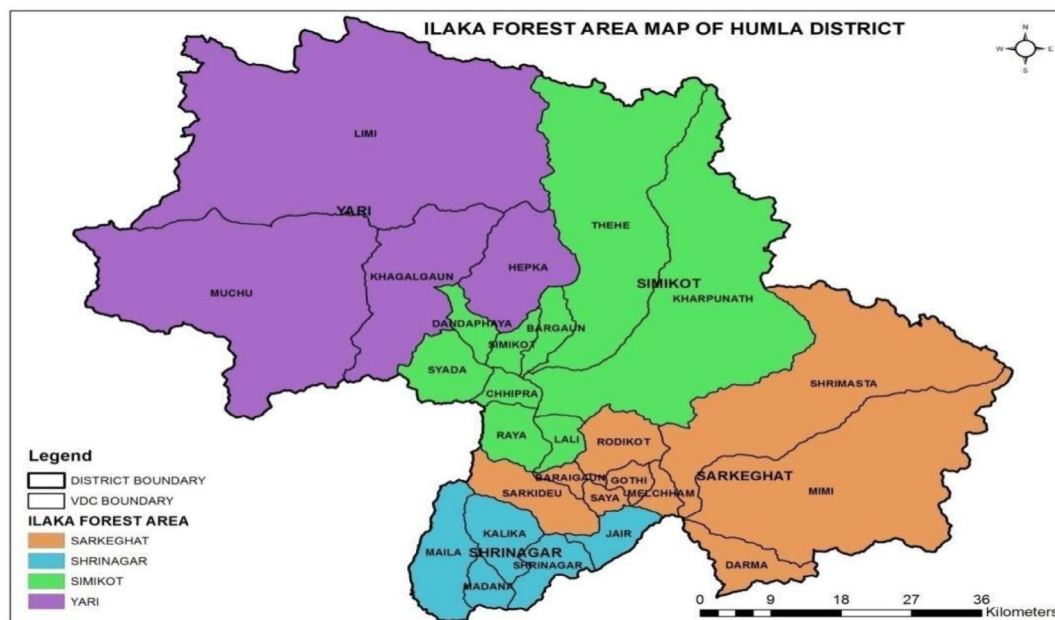 ILAKA FOREST AREA MAP OF HUMLA DISTRICT
N
W E
S
LIMI
YARI
THEHE
HEPKA
KHAGALGAUN
SIMIKOT
MUCHU
KHARPUNATH
DANDAPHAYA
BARGAUN
SIMIKOT
SYADA
SHRIMASTA
CHHIPRA
RAYA
LALI
RODIKOT
BARAIGAUN
GOTHI
SARKEGHAT
SARKIDEU
SAYA
MELCHHAM
MIMI
KALIKA
JAIR
MAILA
SHRINAGAR
SHRINAGAR
DARMA
MADANA
Legend
DISTRICT BOUNDARY
VDC BOUNDARY
ILAKA FOREST AREA
SARKEGHAT
SHRINAGAR
SIMIKOT
YARI
0 9 18 27 36
Kilometers